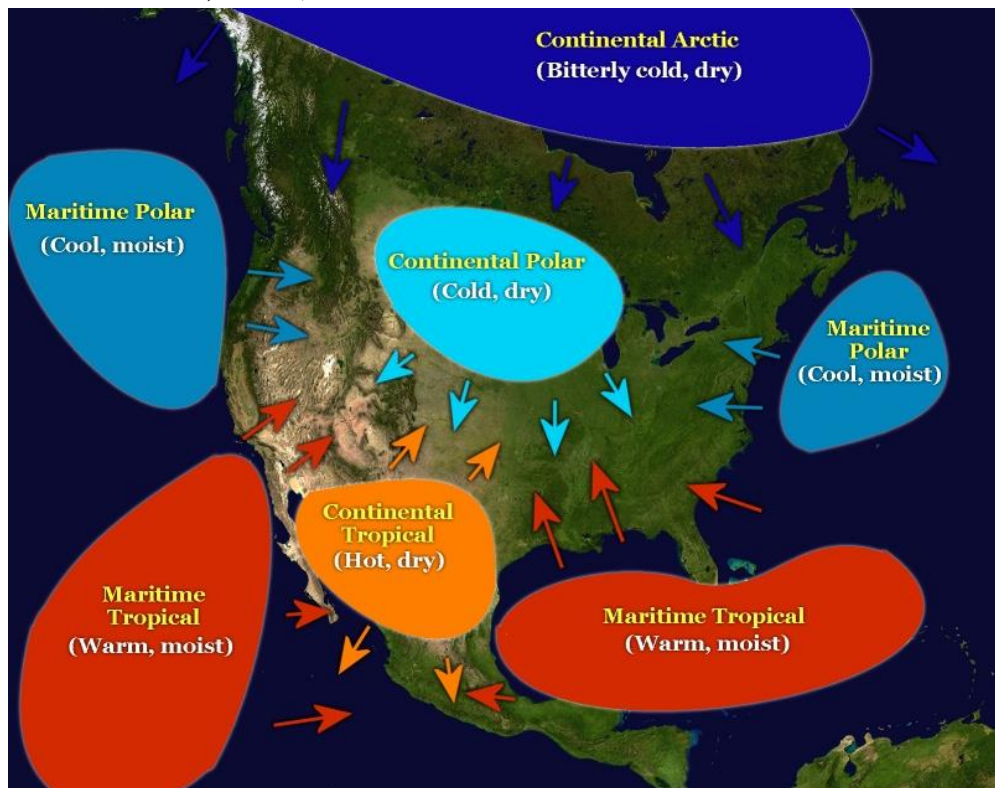 Continental Arctic
(Bitterly cold, dry)
Maritime Polar
(Cool, moist)
Continental Polar
(Cold, dry)
Maritime
Polar
(Cool, moist)
Continental
Tropical
(Hot, dry)
Maritime
Tropical
(Warm, moist)
Maritime Tropical
(Warm, moist)